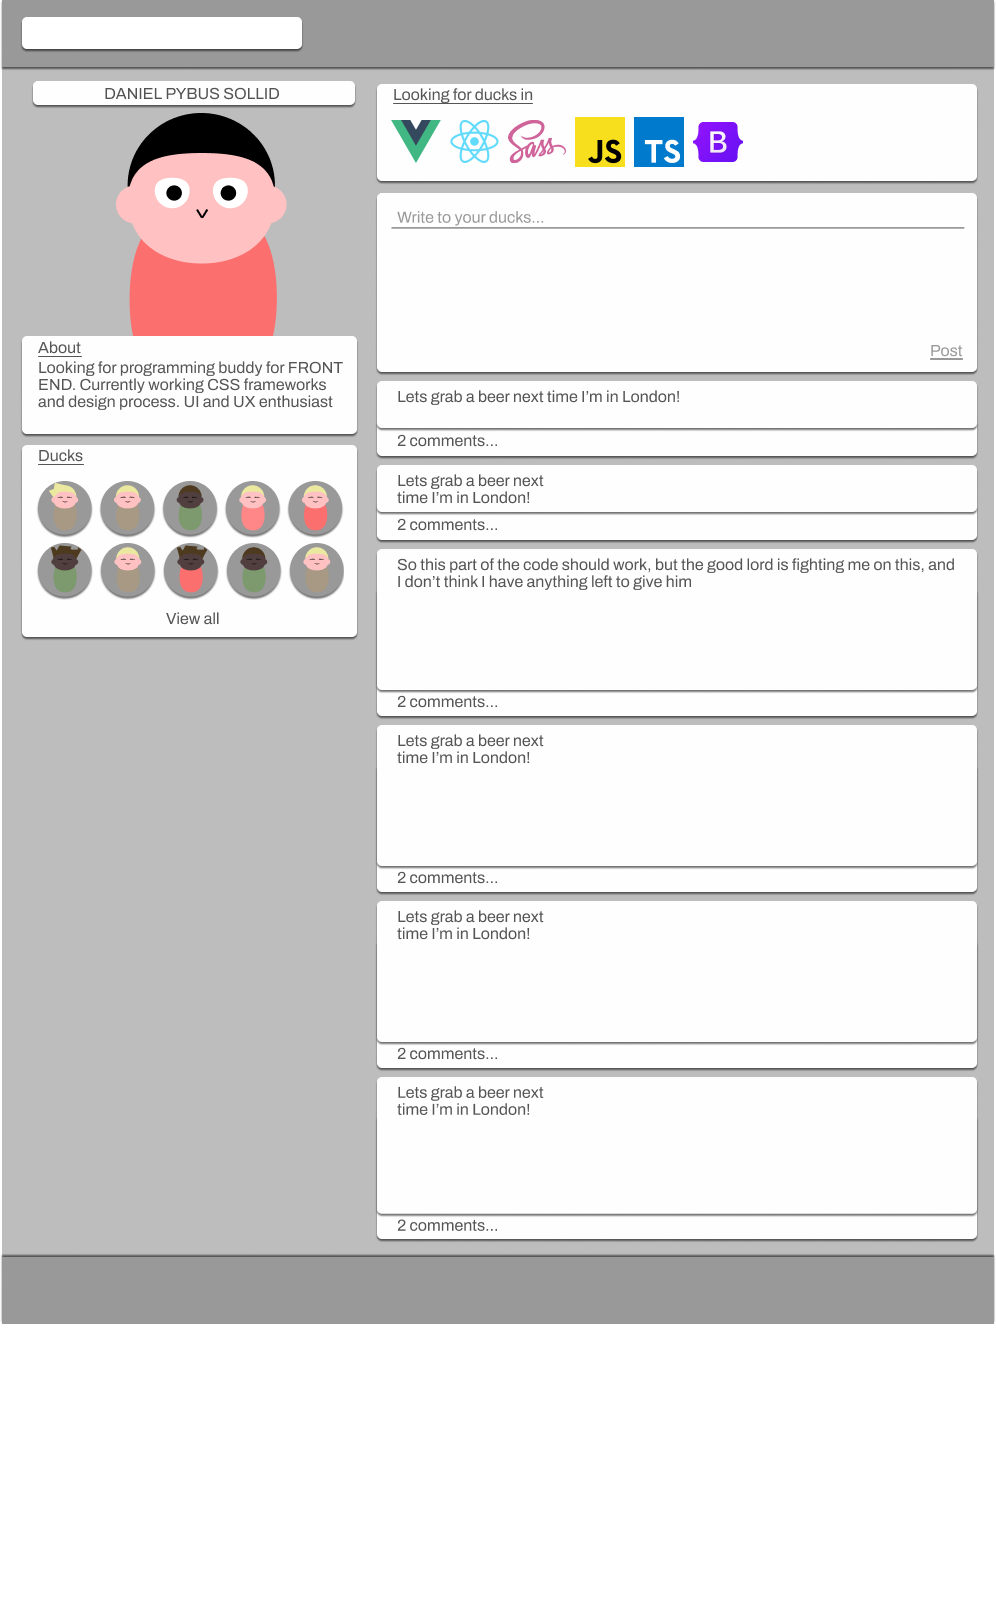 DANIEL PYBUS SOLLID
About
Looking for programming buddy for FRONT
END. Currently working CSS frameworks
and design process. UI and UX enthusiast
Ducks
View all
Looking for ducks in
Sass JS TS B
Write to your ducks...
Post
Lets grab a beer next time I’m in London!
2 comments...
Lets grab a beer next
time I’m in London!
2 comments...
So this part of the code should work, but the good lord is fighting me on this, and
I don’t think I have anything left to give him
2 comments...
Lets grab a beer next
time I’m in London!
2 comments...
Lets grab a beer next
time I’m in London!
2 comments...
Lets grab a beer next
time I’m in London!
2 comments...